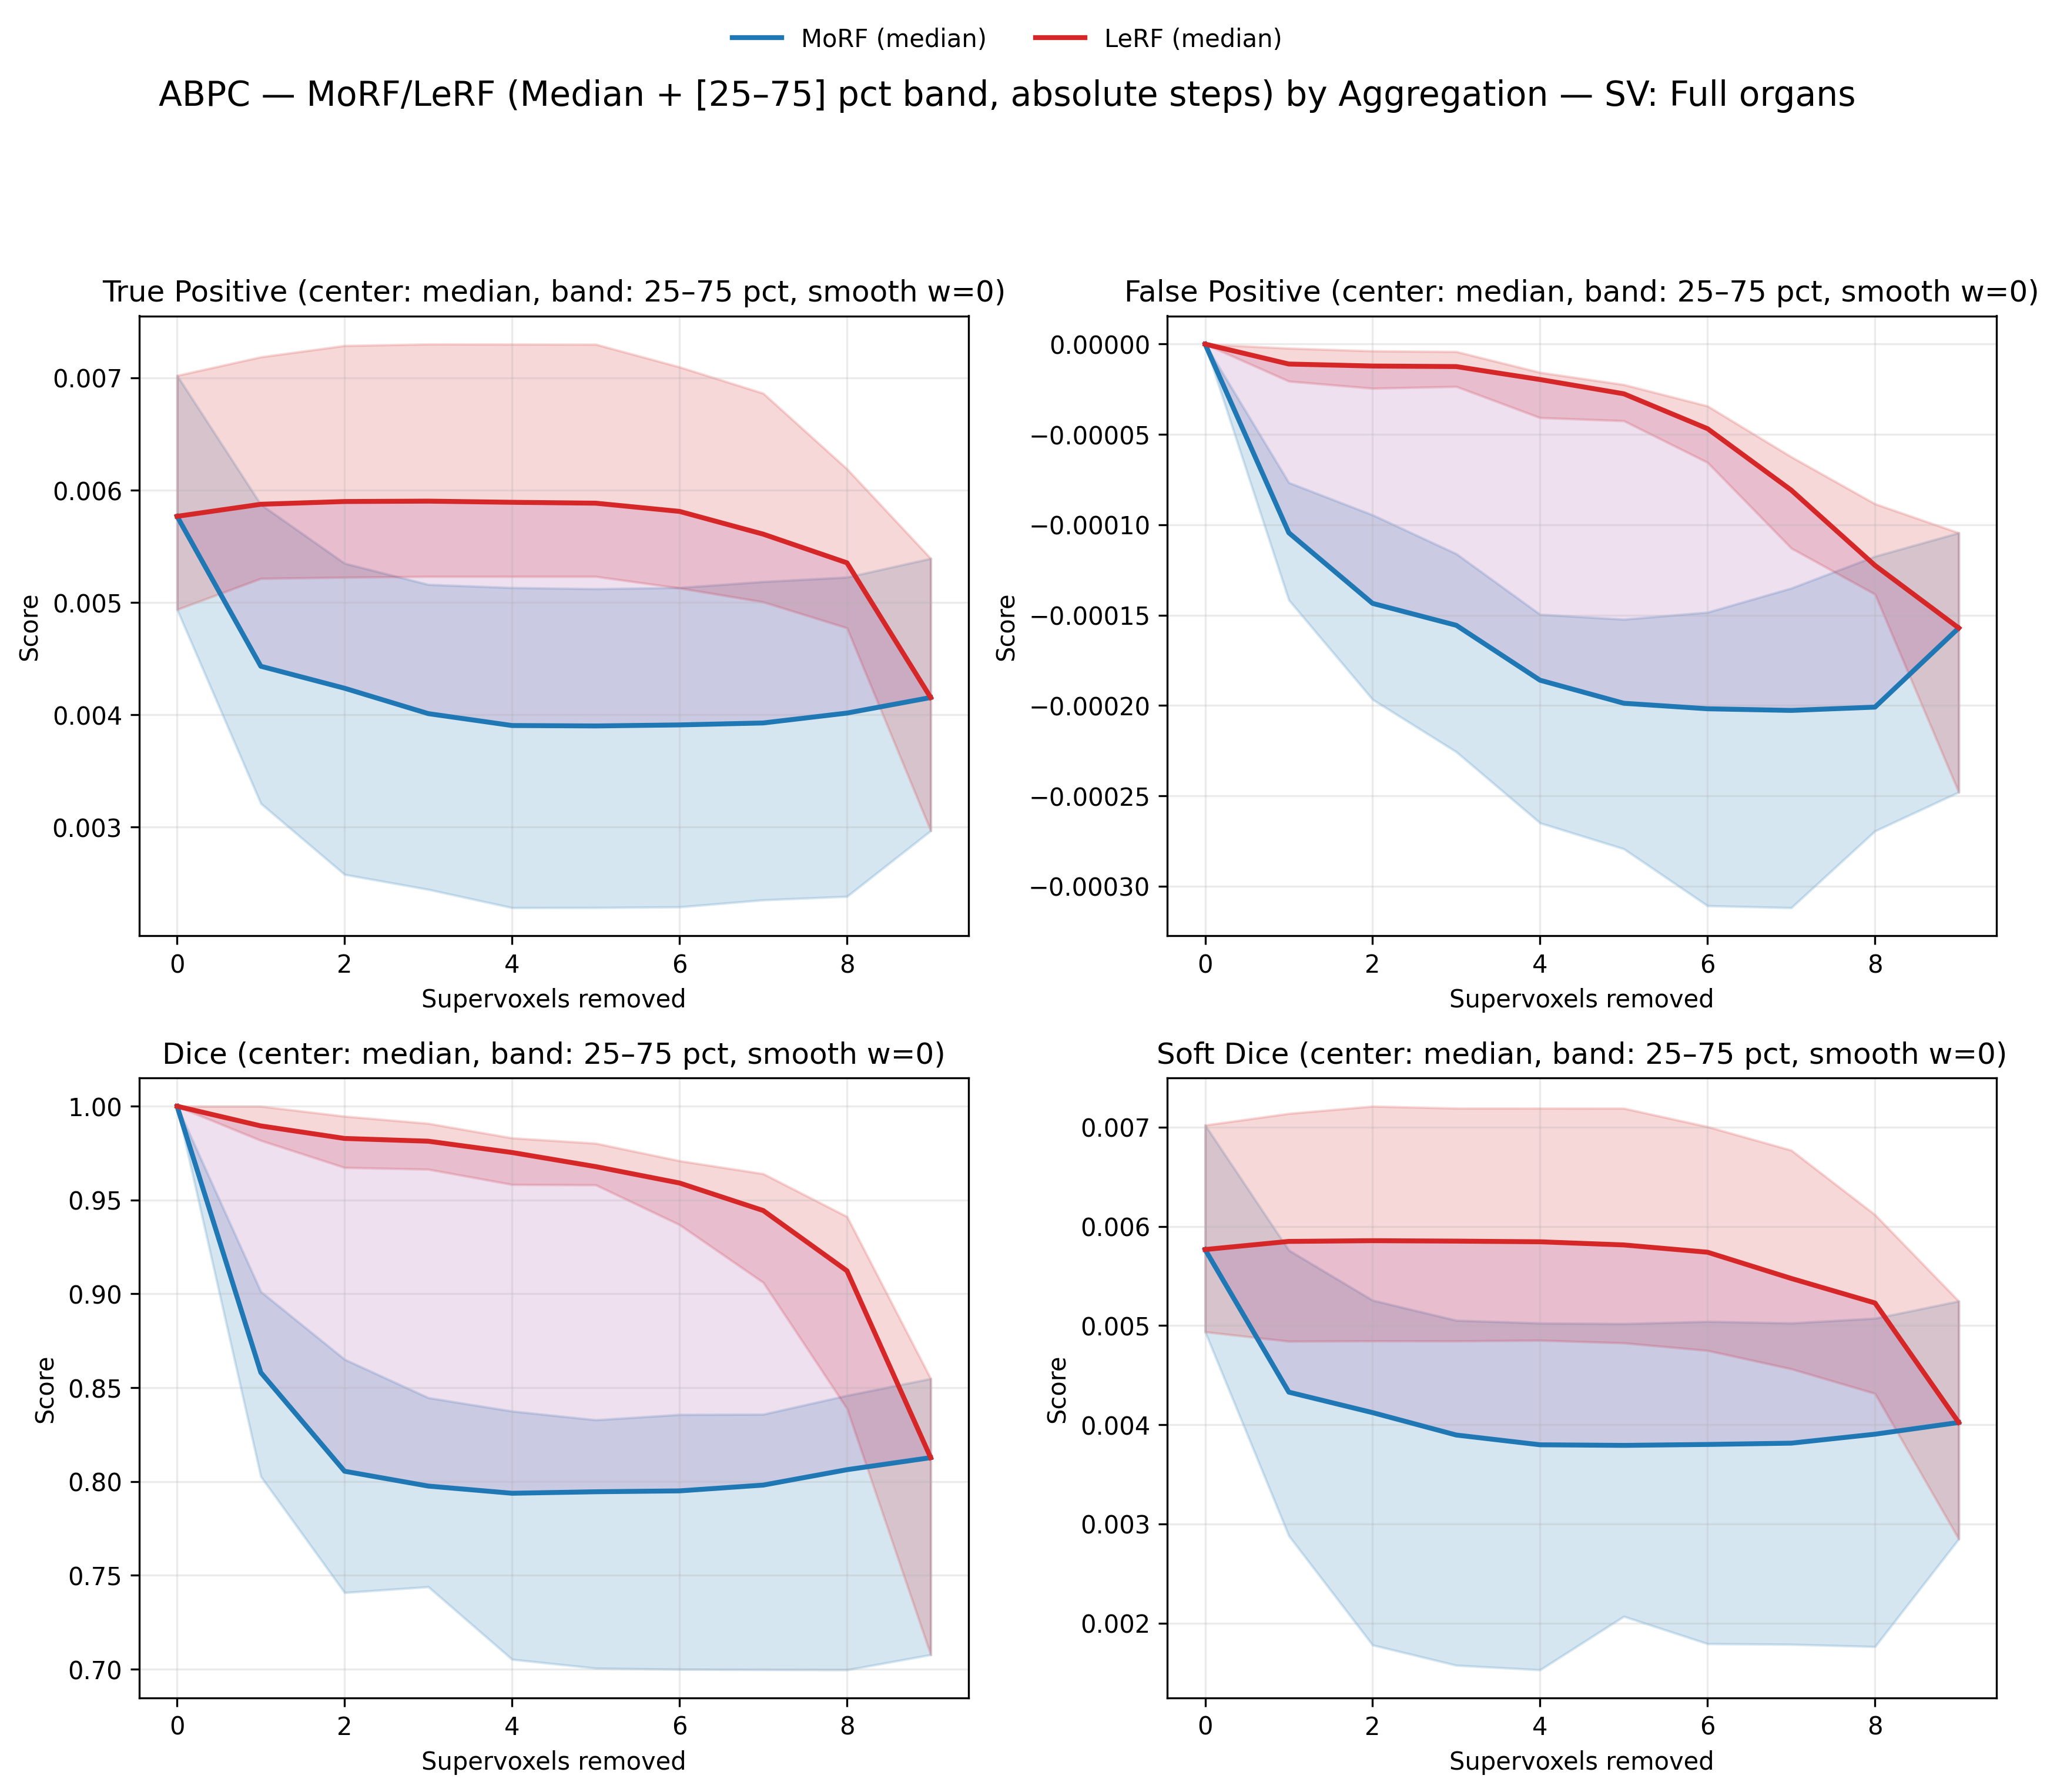 MoRF (median) LeRF (median)
ABPC — MoRF/LeRF (Median + [25–75] pct band, absolute steps) by Aggregation — SV: Full organs
True Positive (center: median, band: 25–75 pct, smooth w=0)
0.007
0.006
0.005
0.004
0.003
Score
0 2 4 6 8
Supervoxels removed
False Positive (center: median, band: 25–75 pct, smooth w=0)
0.00000
−0.00005
−0.00010
−0.00015
−0.00020
−0.00025
−0.00030
Score
0 2 4 6 8
Supervoxels removed
Dice (center: median, band: 25–75 pct, smooth w=0)
1.00
0.95
0.90
0.85
0.80
0.75
0.70
Score
0 2 4 6 8
Supervoxels removed
Soft Dice (center: median, band: 25–75 pct, smooth w=0)
0.007
0.006
0.005
0.004
0.003
0.002
Score
0 2 4 6 8
Supervoxels removed